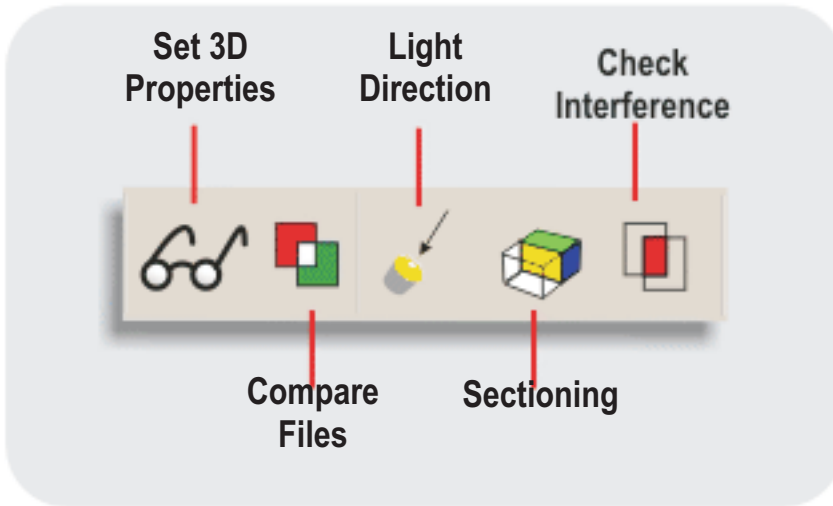 Set 3D
Properties
Light
Direction
Check
Interference
Compare
Files
Sectioning